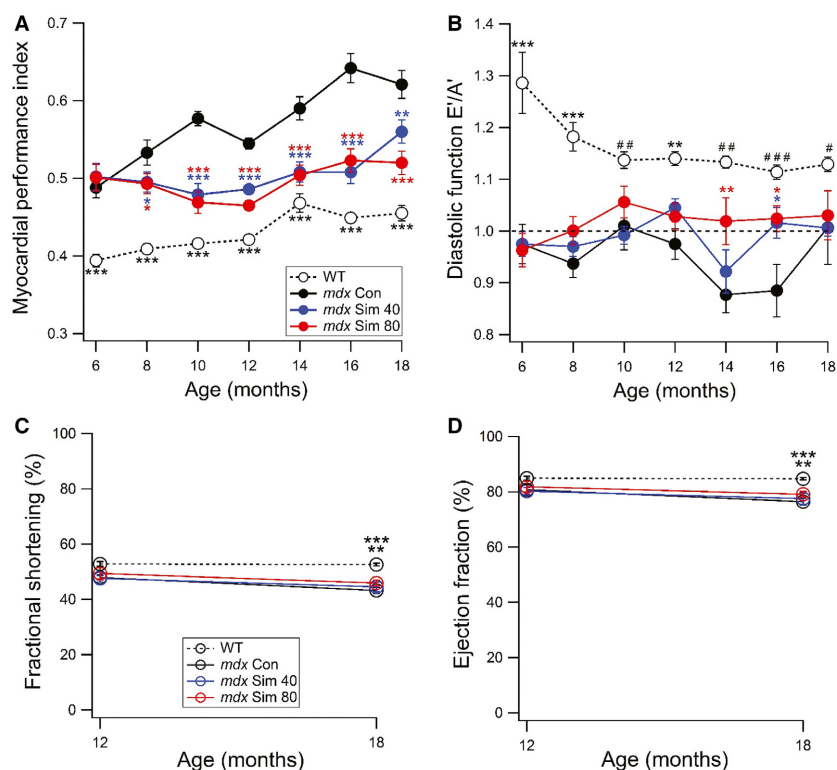 A
Myocardial performance index
0.7
0.6
0.5
0.4
0.3
*** *** *** *** *** *** ***
* *** *** *** *** **
* *** *** *** *** ***
WT
mdx Con
mdx Sim 40
mdx Sim 80
6 8 10 12 14 16 18
Age (months)
B
Diastolic function E'/A'
1.4
1.3
1.2
1.1
1.0
0.9
0.8
*** *** ## ** ## ### #
** *
*
6 8 10 12 14 16 18
Age (months)
C
Fractional shortening (%)
100
80
60
40
20
0
***
**
WT
mdx Con
mdx Sim 40
mdx Sim 80
12 18
Age (months)
D
Ejection fraction (%)
100
80
60
40
20
0
***
**
12 18
Age (months)